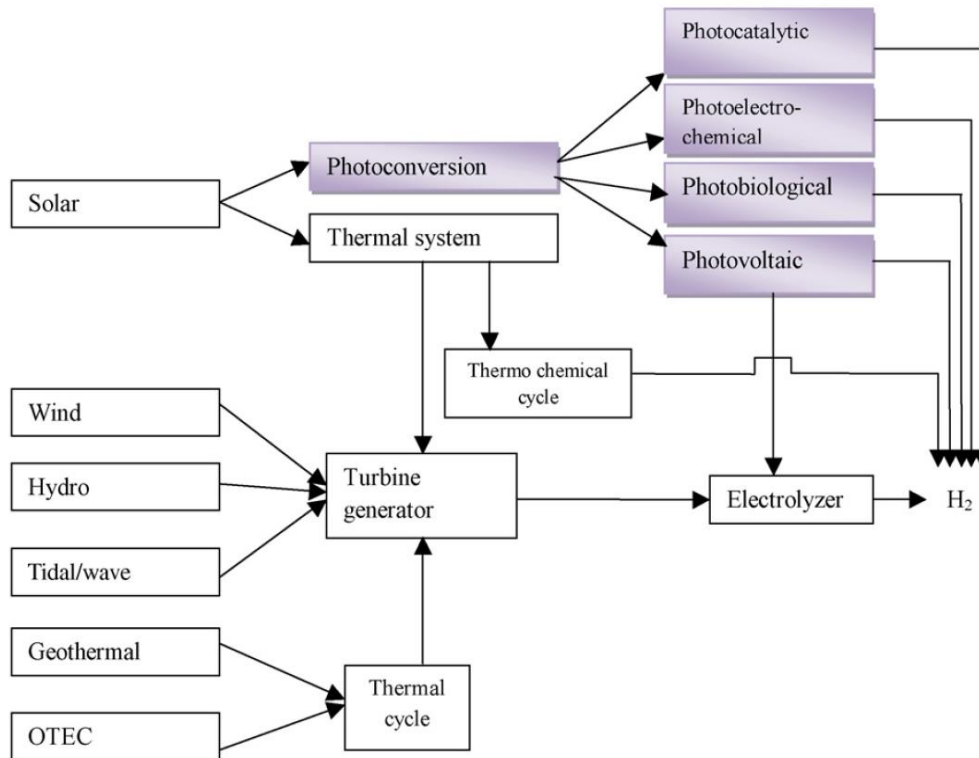 Photocatalytic
Photoelectro-
chemical
Photoconversion
Photobiological
Solar
Thermal system
Photovoltaic
Thermo chemical
cycle
Wind
Hydro
Turbine
generator
Electrolyzer
H₂
Tidal/wave
Geothermal
Thermal
cycle
OTEC